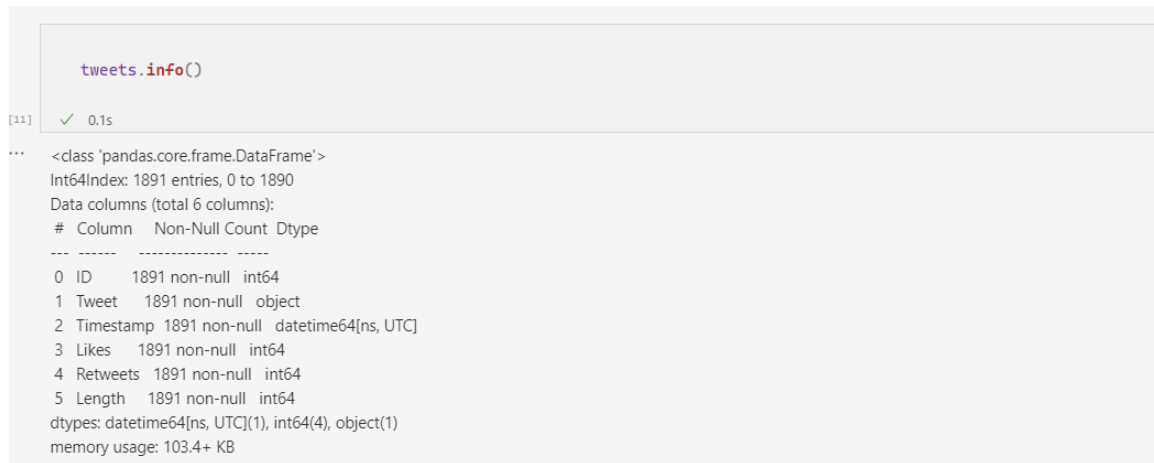 tweets.info()
[11] ✓ 0.1s
... <class 'pandas.core.frame.DataFrame'>
Int64Index: 1891 entries, 0 to 1890
Data columns (total 6 columns):
# Column Non-Null Count Dtype
--- ------ -------------- -----
0 ID 1891 non-null int64
1 Tweet 1891 non-null object
2 Timestamp 1891 non-null datetime64[ns, UTC]
3 Likes 1891 non-null int64
4 Retweets 1891 non-null int64
5 Length 1891 non-null int64
dtypes: datetime64[ns, UTC](1), int64(4), object(1)
memory usage: 103.4+ KB